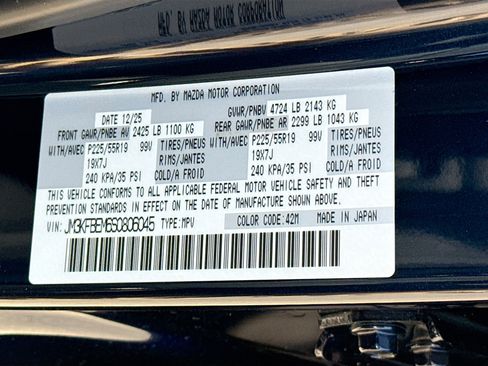 MFD. BY MAZDA MOTOR CORPORATION
DATE 12/25
GVWR/PNBV 4724 LB 2143 KG
FRONT GAWR/PNBE AV 2425 LB 1100 KG
REAR GAWR/PNBE AR 2299 LB 1043 KG
WITH/AVEC P225/55R19 99V TIRES/PNEUS
WITH/AVEC P225/55R19 99V TIRES/PNEUS
19X7J RIMS/JANTES
19X7J RIMS/JANTES
240 KPA/35 PSI COLD/A FROID
240 KPA/35 PSI COLD/A FROID
THIS VEHICLE CONFORMS TO ALL APPLICABLE FEDERAL MOTOR VEHICLE SAFETY AND THEFT
PREVENTION STANDARDS IN EFFECT ON THE DATE OF MANUFACTURE SHOWN ABOVE.
VIN: JM3KFBEM6S0806045 TYPE:MPV COLOR CODE:42M MADE IN JAPAN